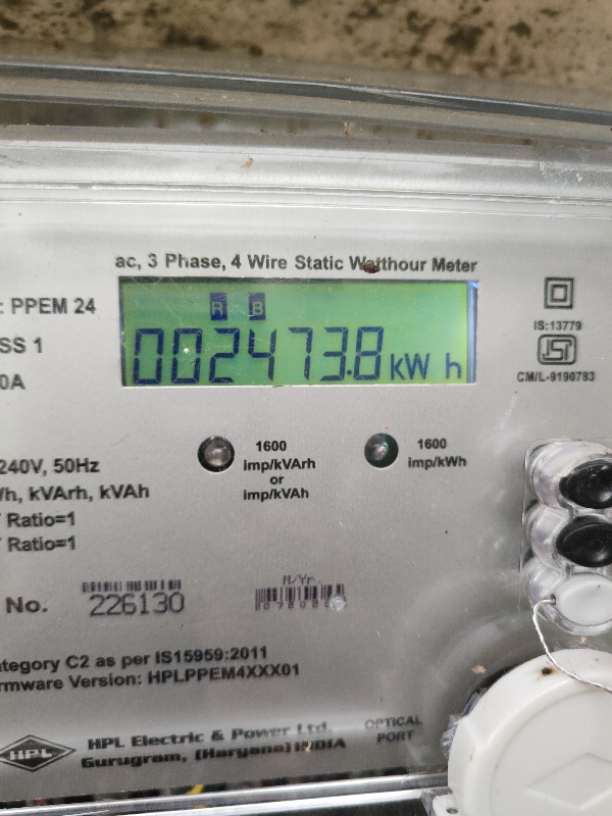 ac, 3 Phase, 4 Wire Static Watthour Meter
: PPEM 24
SS 1
0A
R B
002473.8 kW h
IS:13779
CM/L-9190783
1600
imp/kVArh
or
imp/kVAh
1600
imp/kWh
240V, 50Hz
Wh, kVArh, kVAh
Ratio=1
Ratio=1
No. 226130
M/Yr.
ategory C2 as per IS15959:2011
rmware Version: HPLPPEM4XXX01
HPL
HPL Electric & Power Ltd.
Gurugram, (Haryana) INDIA
OPTICAL
PORT